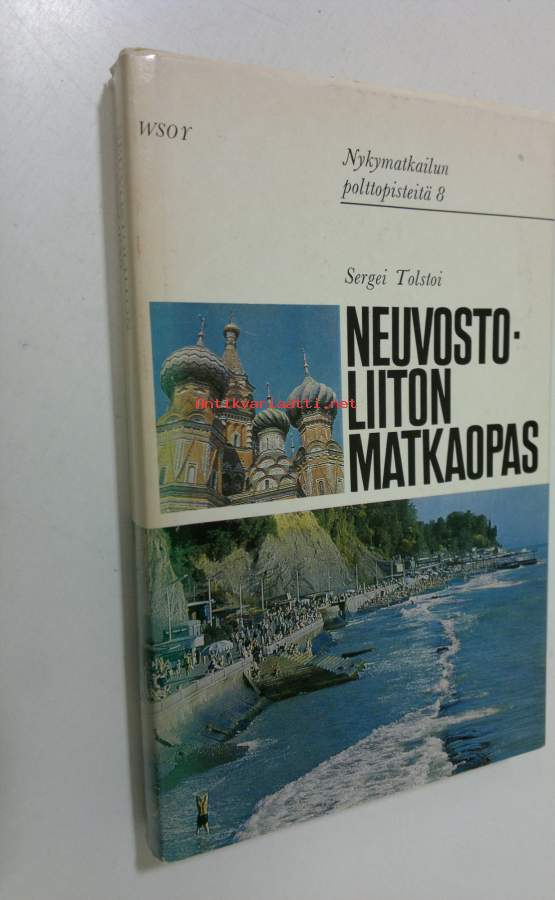 WSOY
Nykymatkailun
polttopisteitä 8
Sergei Tolstoi
NEUVOSTO-
LIITON
MATKAOPAS
Antikvariaatti.net